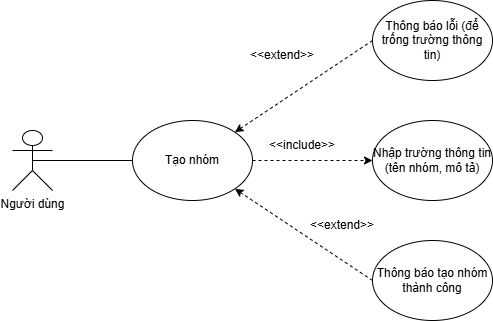 Thông báo lỗi (để
trống trường thông
tin)
<<extend>>
Tạo nhóm
<<include>>
Nhập trường thông tin
(tên nhóm, mô tả)
Người dùng
<<extend>>
Thông báo tạo nhóm
thành công